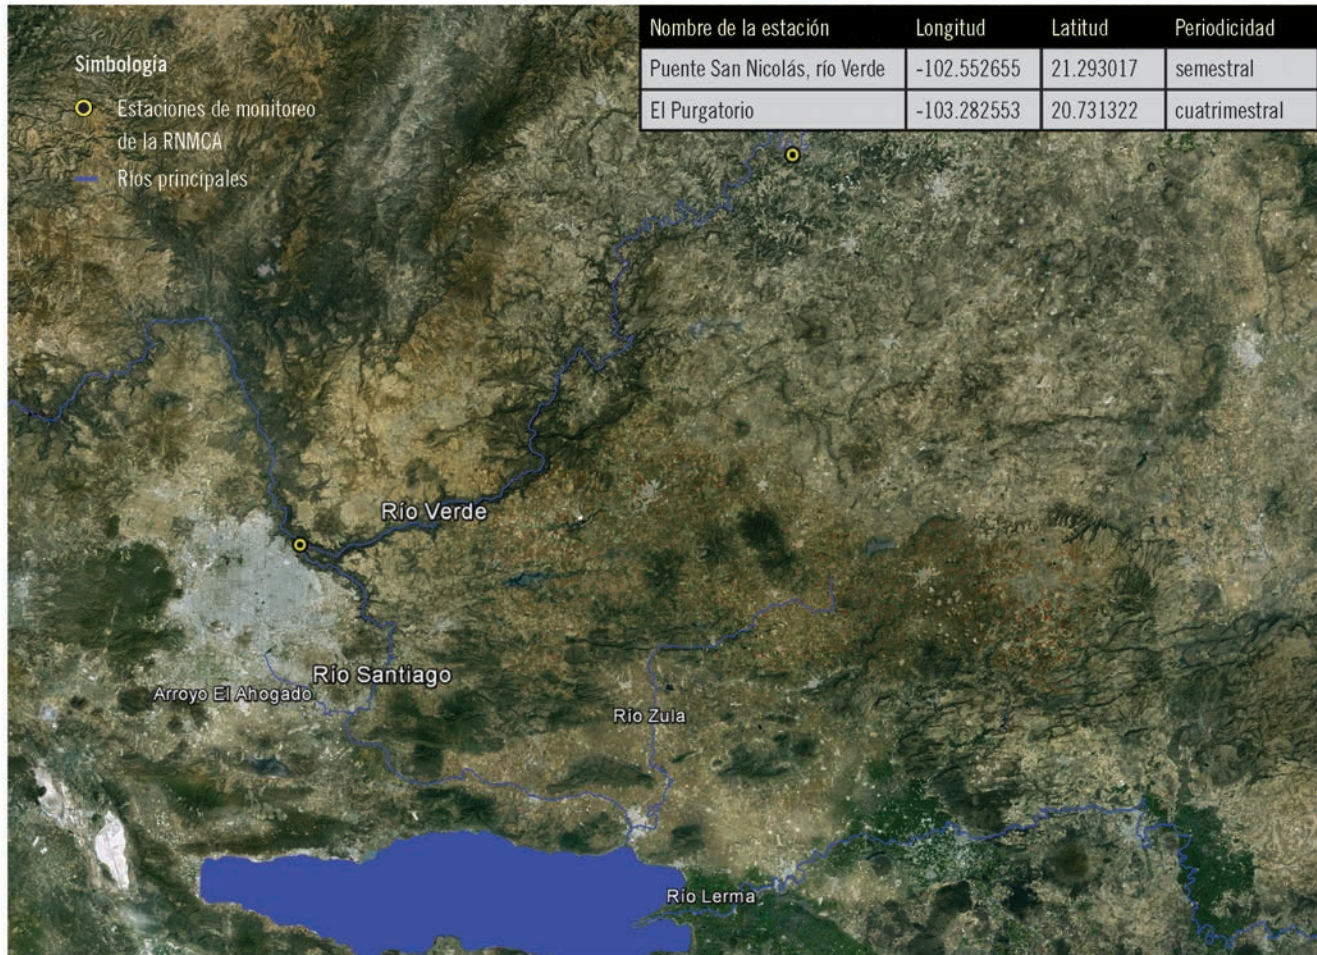 Simbología
Estaciones de monitoreo
de la RNMCA
Ríos principales
Nombre de la estación Longitud Latitud Periodicidad
Puente San Nicolás, río Verde -102.552655 21.293017 semestral
El Purgatorio -103.282553 20.731322 cuatrimestral
Río Verde
Río Santiago
Arroyo El Ahogado
Río Zula
Río Lerma